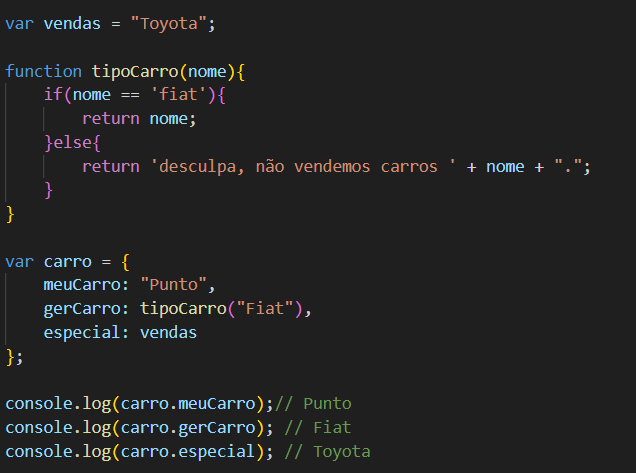 var vendas = "Toyota";
function tipoCarro(nome){
    if(nome == 'fiat'){
        return nome;
    }else{
        return 'desculpa, não vendemos carros ' + nome + ".";
    }
}
var carro = {
    meuCarro: "Punto",
    gerCarro: tipoCarro("Fiat"),
    especial: vendas
};
console.log(carro.meuCarro);// Punto
console.log(carro.gerCarro); // Fiat
console.log(carro.especial); // Toyota